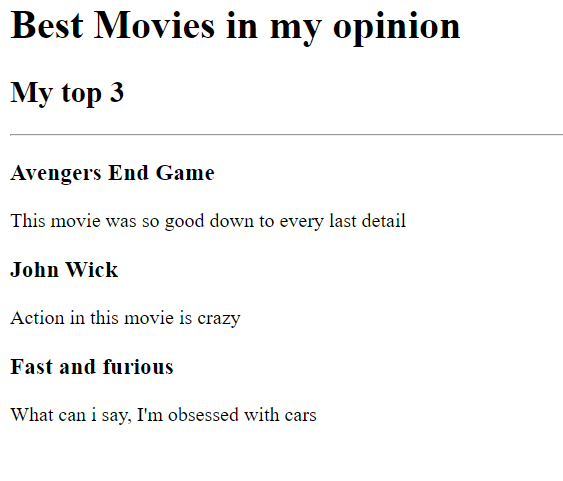 Best Movies in my opinion
My top 3
Avengers End Game
This movie was so good down to every last detail
John Wick
Action in this movie is crazy
Fast and furious
What can i say, I'm obsessed with cars